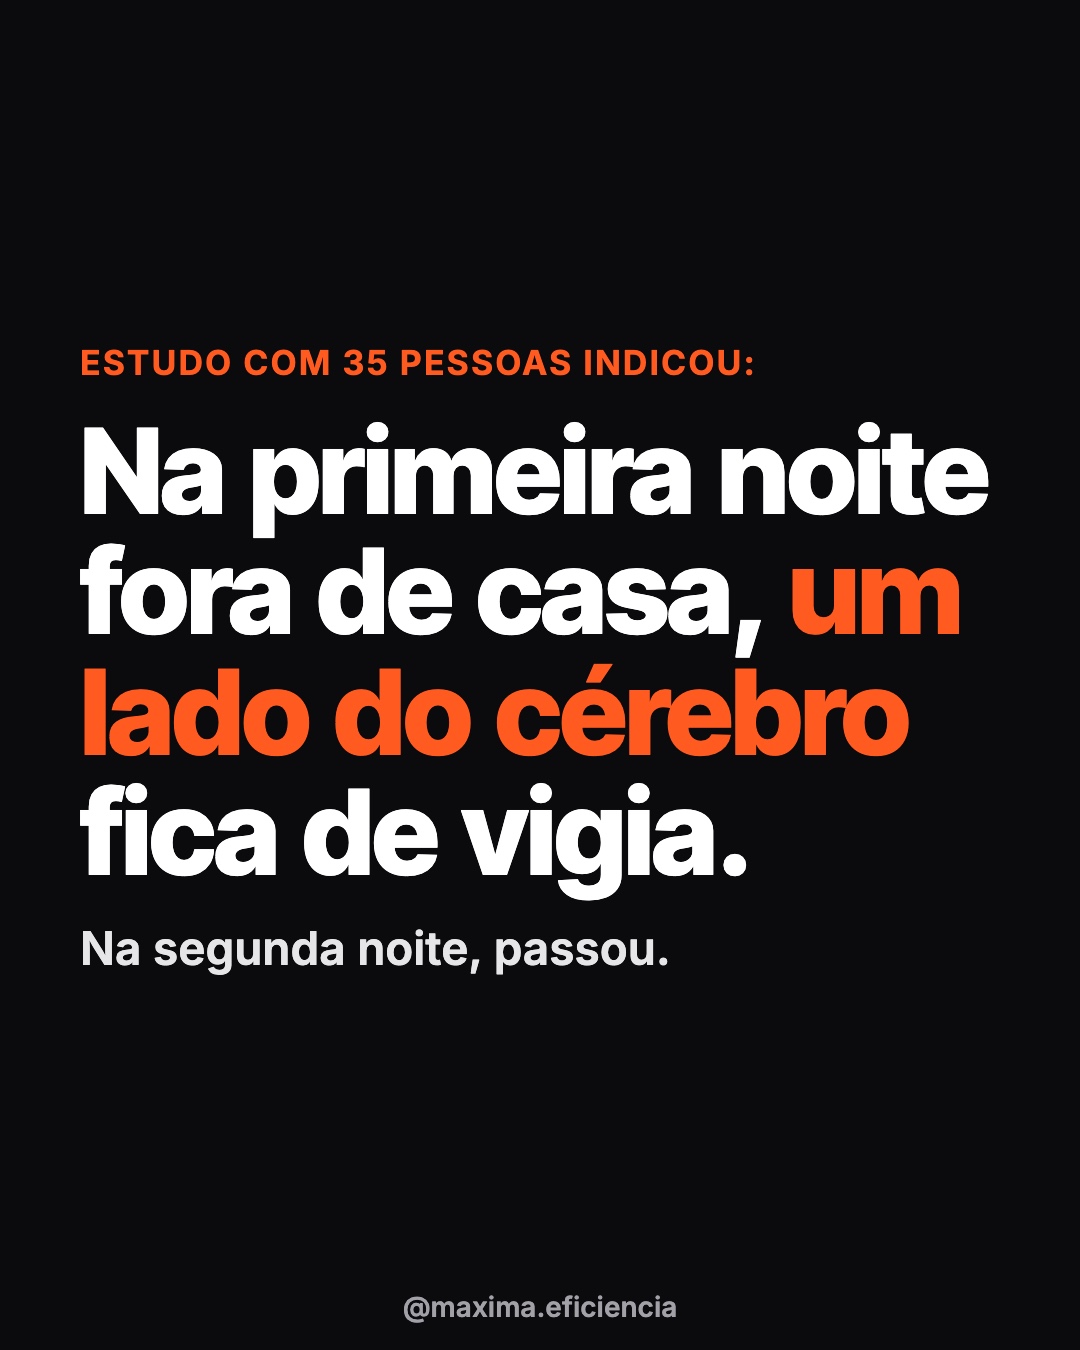 ESTUDO COM 35 PESSOAS INDICOU:
Na primeira noite
fora de casa, um
lado do cérebro
fica de vigia.
Na segunda noite, passou.
@maxima.eficiencia